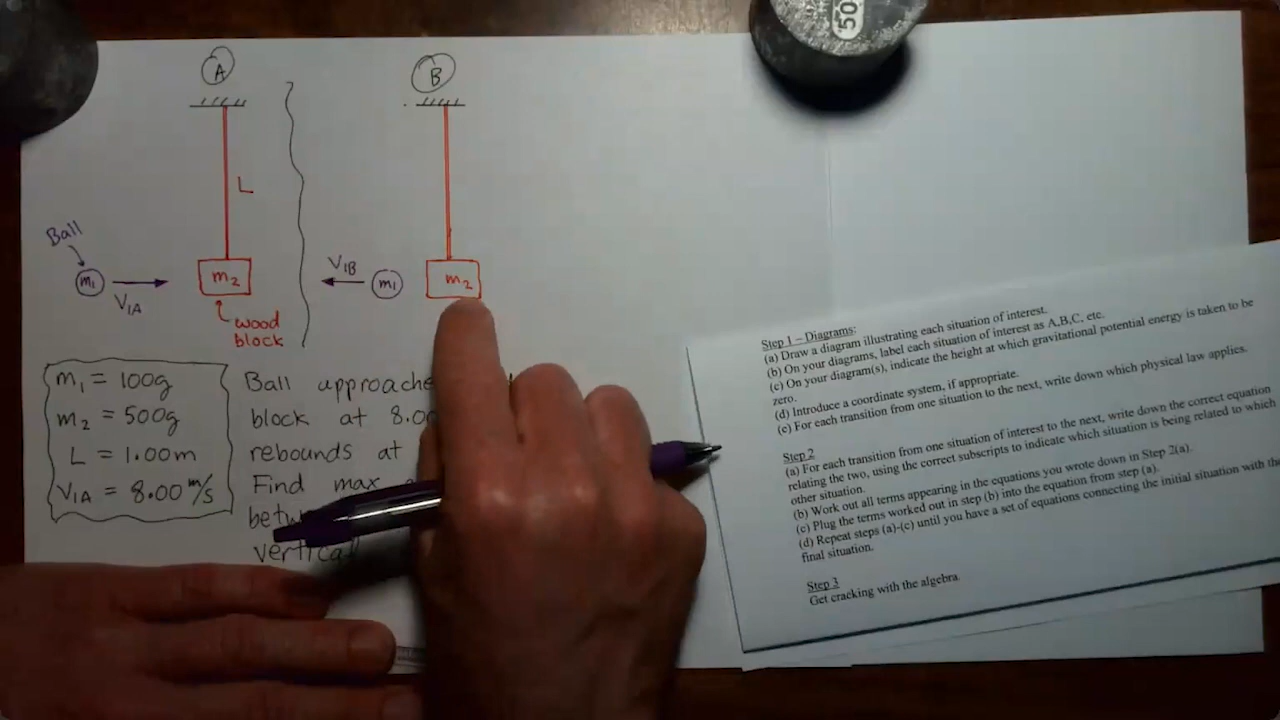 50
A
B
L
Ball
m1
V1A
m2
wood
block
V1B
m1
m2
m1 = 100g
m2 = 500g
L = 1.00m
V1A = 8.00 m/s
Ball
block at
rebounds at
Find max
Step 1 – Diagrams:
(a) Draw a diagram illustrating each situation of interest.
(b) On your diagrams, label each situation of interest as A,B,C, etc.
(c) On your diagram(s), indicate the height at which gravitational potential energy is taken to be
zero.
(d) Introduce a coordinate system, if appropriate.
(e) For each transition from one situation to the next, write down which physical law applies.
Step 2
(a) For each transition from one situation of interest to the next, write down the correct equation
relating the two, using the correct subscripts to indicate which situation is being related to which
other situation.
(b) Work out all terms appearing in the equations you wrote down in Step 2(a).
(c) Plug the terms worked out in step (b) into the equation from step (a).
(d) Repeat steps (a)-(c) until you have a set of equations connecting the initial situation with the
final situation.
Step 3
Get cracking with the algebra.